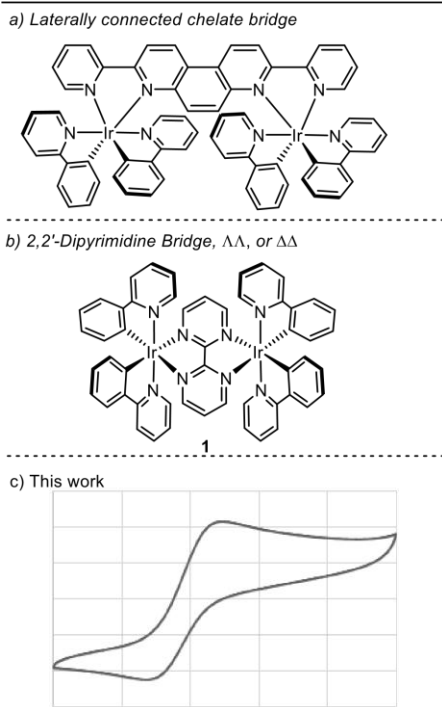 a) Laterally connected chelate bridge
N N N N
N Ir N N Ir N
b) 2,2'-Dipyrimidine Bridge, ΛΛ, or ΔΔ
N N N N
Ir Ir
N N N N
1
c) This work